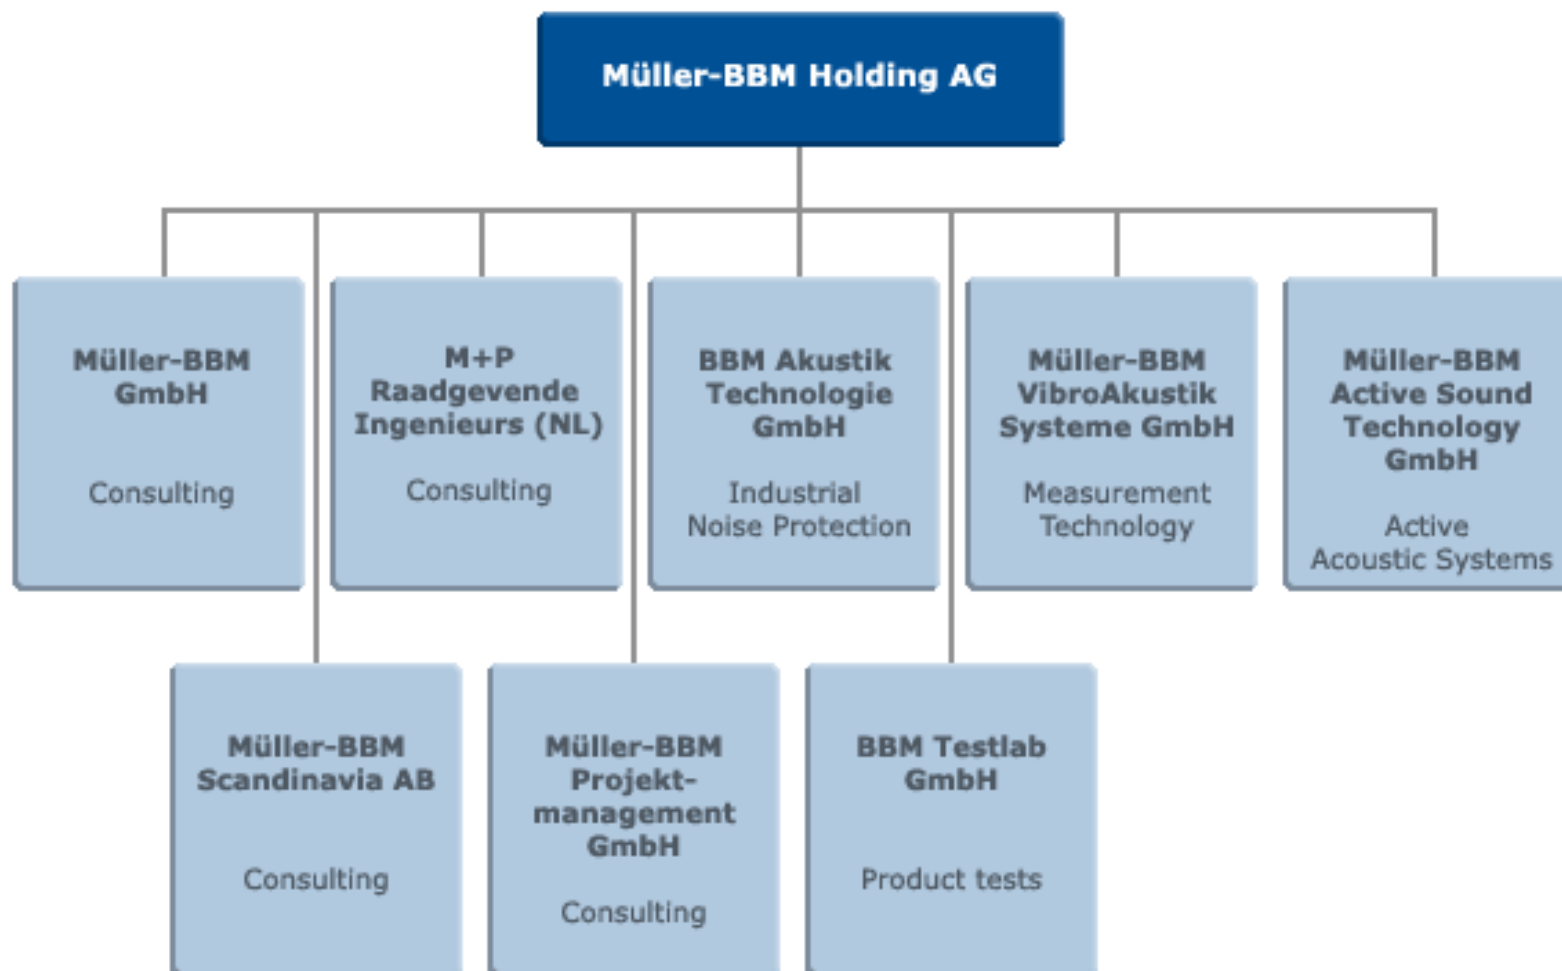 Müller-BBM Holding AG
Müller-BBM
GmbH
Consulting
M+P
Raadgevende
Ingenieurs (NL)
Consulting
BBM Akustik
Technologie
GmbH
Industrial
Noise Protection
Müller-BBM
VibroAkustik
Systeme GmbH
Measurement
Technology
Müller-BBM
Active Sound
Technology
GmbH
Active
Acoustic Systems
Müller-BBM
Scandinavia AB
Consulting
Müller-BBM
Projekt-
management
GmbH
Consulting
BBM Testlab
GmbH
Product tests